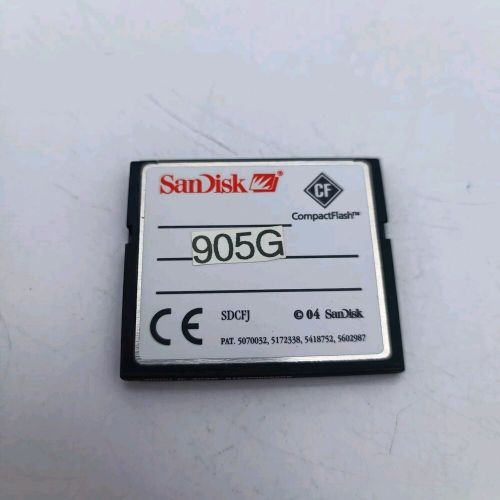 SanDisk®
CF
CompactFlash™
905G
CE
SDCFJ © 04 SanDisk
PAT. 5070032, 5172338, 5418752, 5602987